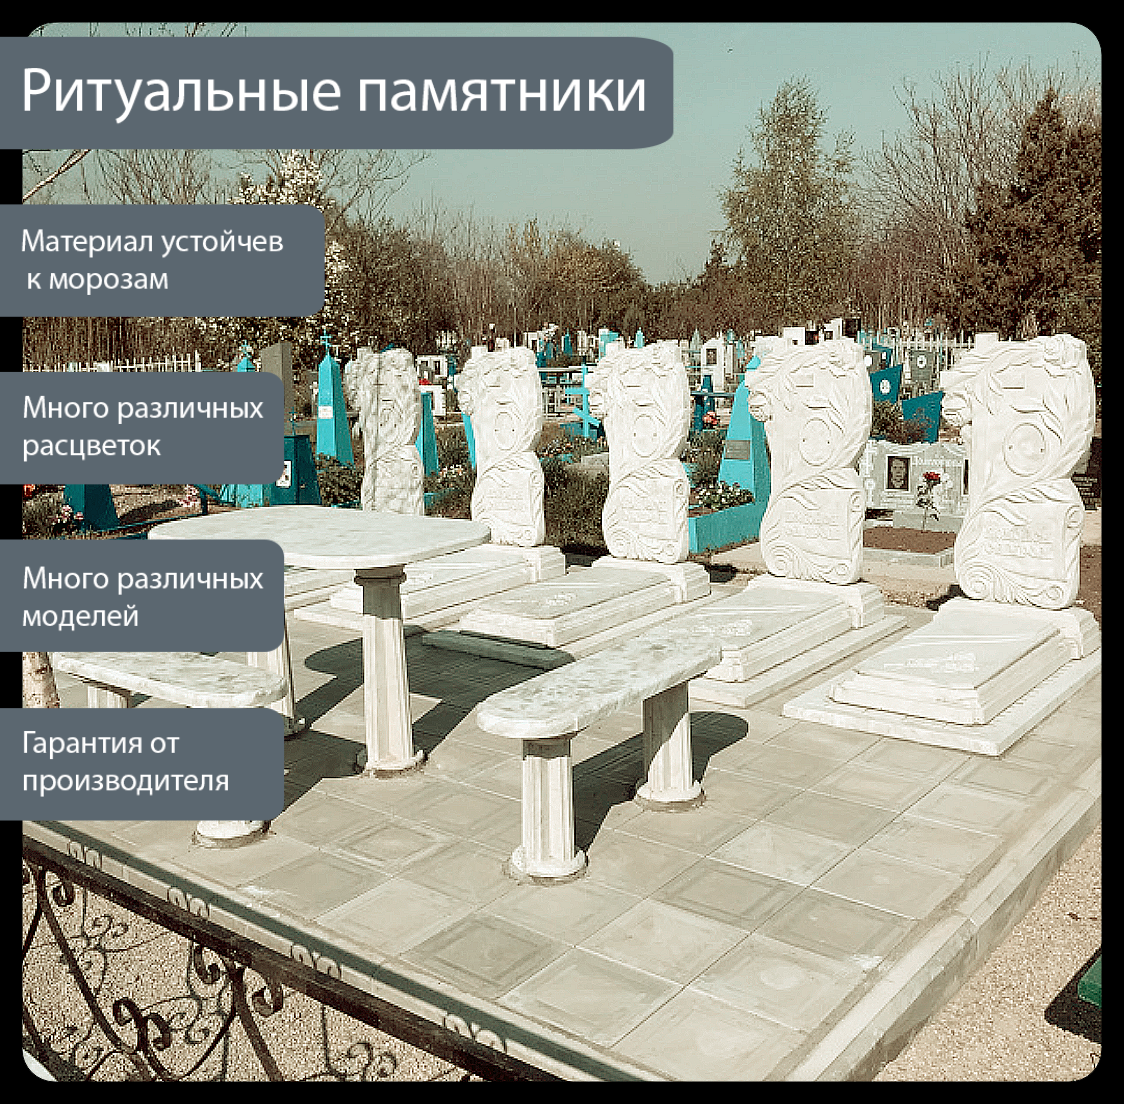 Ритуальные памятники
Материал устойчев
к морозам
Много различных
расцветок
Много различных
моделей
Гарантия от
производителя